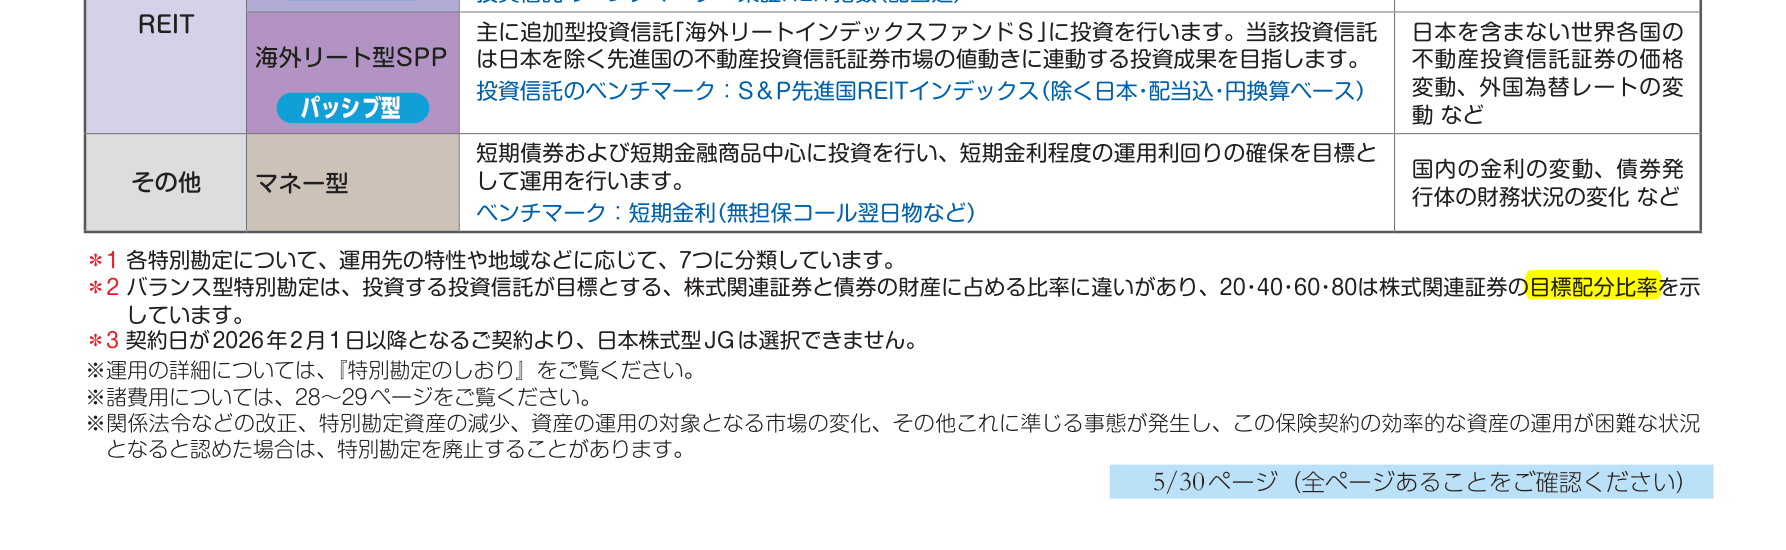 REIT
海外リート型SPP
パッシブ型
主に追加型投資信託｢海外リートインデックスファンドS｣に投資を行います。当該投資信託
は日本を除く先進国の不動産投資信託証券市場の値動きに連動する投資成果を目指します。
投資信託のベンチマーク：S＆P先進国REITインデックス(除く日本･配当込･円換算ベース)
日本を含まない世界各国の
不動産投資信託証券の価格
変動、外国為替レートの変
動 など
その他
マネー型
短期債券および短期金融商品中心に投資を行い、短期金利程度の運用利回りの確保を目標と
して運用を行います。
ベンチマーク：短期金利(無担保コール翌日物など)
国内の金利の変動、債券発
行体の財務状況の変化 など
＊1 各特別勘定について、運用先の特性や地域などに応じて、7つに分類しています。
＊2 バランス型特別勘定は、投資する投資信託が目標とする、株式関連証券と債券の財産に占める比率に違いがあり、20･40･60･80は株式関連証券の目標配分比率を示
しています。
＊3 契約日が2026年2月1日以降となるご契約より、日本株式型JGは選択できません。
※運用の詳細については、『特別勘定のしおり』をご覧ください。
※諸費用については、28～29ページをご覧ください。
※関係法令などの改正、特別勘定資産の減少、資産の運用の対象となる市場の変化、その他これに準じる事態が発生し、この保険契約の効率的な資産の運用が困難な状況
となると認めた場合は、特別勘定を廃止することがあります。
5/30ページ（全ページあることをご確認ください）